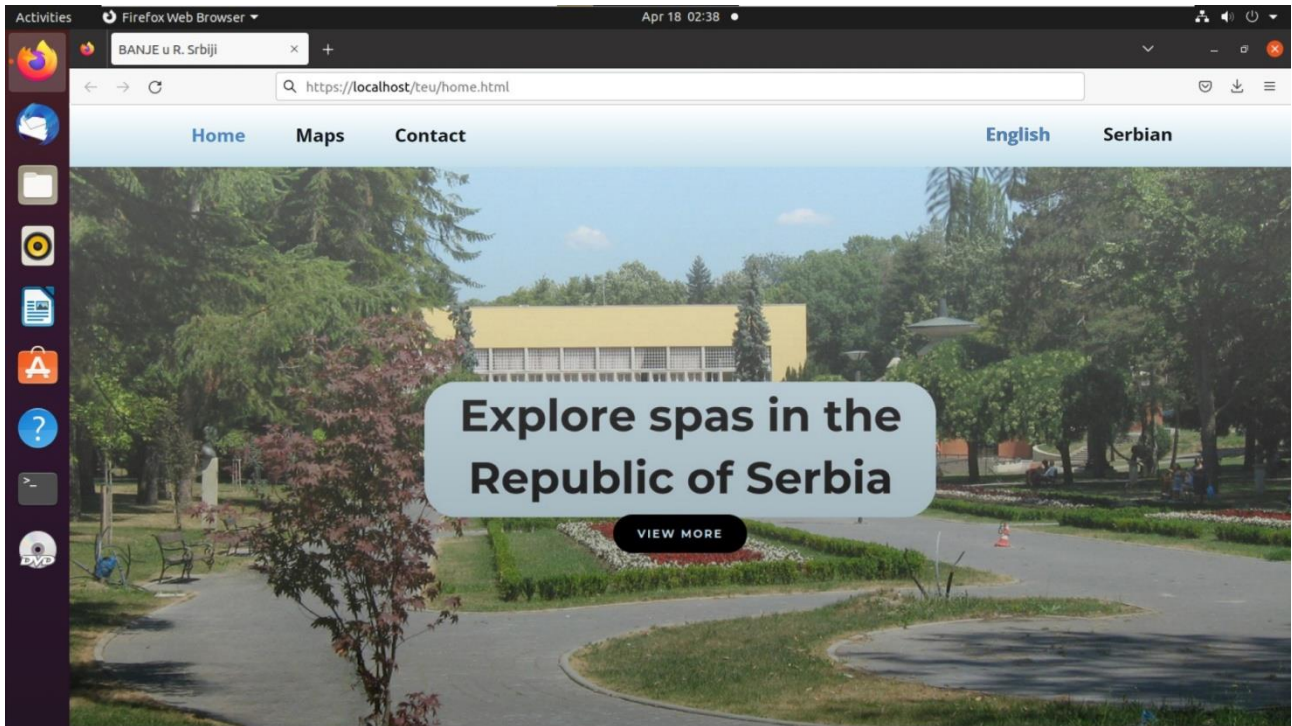 Activities
Firefox Web Browser
Apr 18 02:38
BANJE u R. Srbiji
https://localhost/teu/home.html
Home
Maps
Contact
English
Serbian
Explore spas in the
Republic of Serbia
VIEW MORE
A
?
>_
DVD